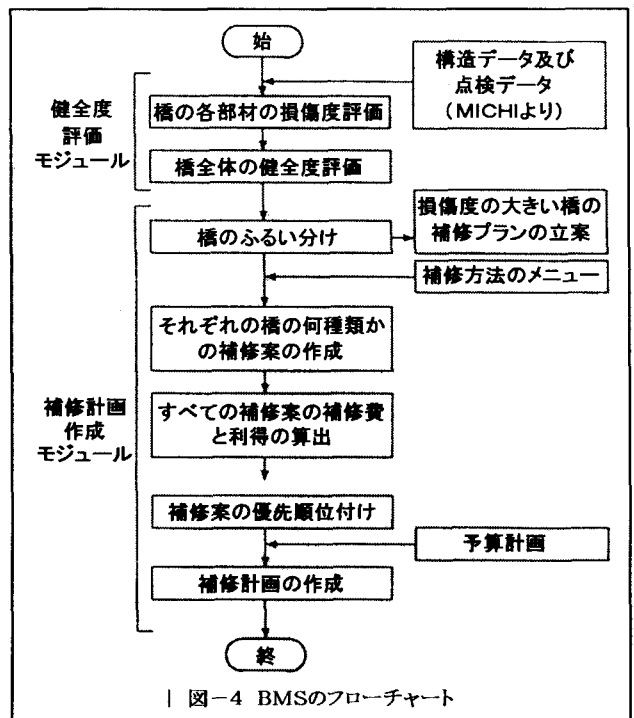 始
構造データ及び
点検データ
(MICHIより)
健全度
評価
モジュール
橋の各部材の損傷度評価
橋全体の健全度評価
橋のふるい分け
損傷度の大きい橋の
補修プランの立案
補修方法のメニュー
それぞれの橋の何種類か
の補修案の作成
補修計画
作成
モジュール
すべての補修案の補修費
と利得の算出
補修案の優先順位付け
予算計画
補修計画の作成
終
図-4 BMSのフローチャート